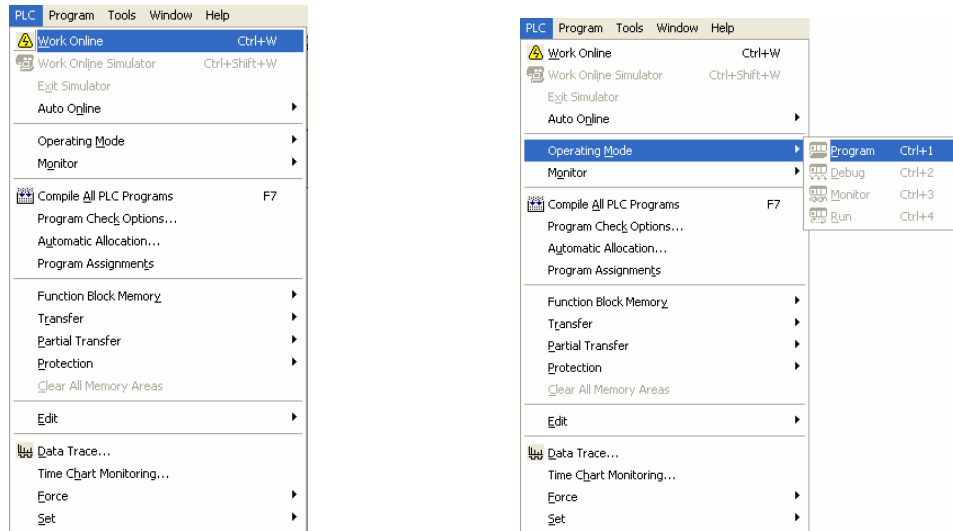 PLC Program Tools Window Help
Work Online Ctrl+W
Work Online Simulator Ctrl+Shift+W
Exit Simulator
Auto Online
Operating Mode
Monitor
Compile All PLC Programs F7
Program Check Options...
Automatic Allocation...
Program Assignments
Function Block Memory
Transfer
Partial Transfer
Protection
Clear All Memory Areas
Edit
Data Trace...
Time Chart Monitoring...
Force
Set
PLC Program Tools Window Help
Work Online Ctrl+W
Work Online Simulator Ctrl+Shift+W
Exit Simulator
Auto Online
Operating Mode
Monitor
Compile All PLC Programs F7
Program Check Options...
Automatic Allocation...
Program Assignments
Function Block Memory
Transfer
Partial Transfer
Protection
Clear All Memory Areas
Edit
Data Trace...
Time Chart Monitoring...
Force
Set
Program Ctrl+1
Debug Ctrl+2
Monitor Ctrl+3
Run Ctrl+4